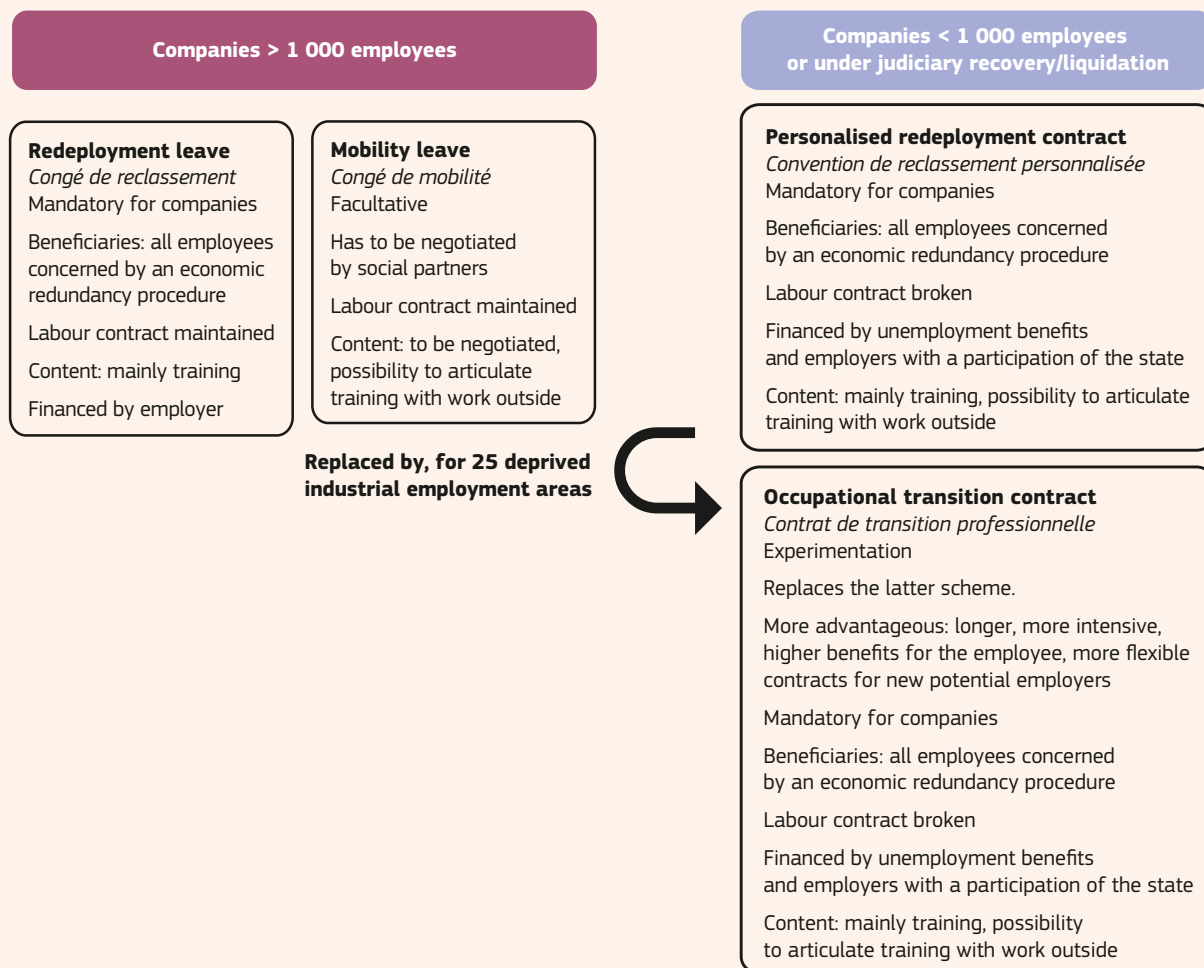 Companies > 1 000 employees
Redeployment leave
Congé de reclassement
Mandatory for companies
Beneficiaries: all employees
concerned by an economic
redundancy procedure
Labour contract maintained
Content: mainly training
Financed by employer
Mobility leave
Congé de mobilité
Facultative
Has to be negotiated
by social partners
Labour contract maintained
Content: to be negotiated,
possibility to articulate
training with work outside
Replaced by, for 25 deprived
industrial employment areas
Companies < 1 000 employees
or under judiciary recovery/liquidation
Personalised redeployment contract
Convention de reclassement personnalisée
Mandatory for companies
Beneficiaries: all employees concerned
by an economic redundancy procedure
Labour contract broken
Financed by unemployment benefits
and employers with a participation of the state
Content: mainly training, possibility to articulate
training with work outside
Occupational transition contract
Contrat de transition professionnelle
Experimentation
Replaces the latter scheme.
More advantageous: longer, more intensive,
higher benefits for the employee, more flexible
contracts for new potential employers
Mandatory for companies
Beneficiaries: all employees concerned
by an economic redundancy procedure
Labour contract broken
Financed by unemployment benefits
and employers with a participation of the state
Content: mainly training, possibility
to articulate training with work outside